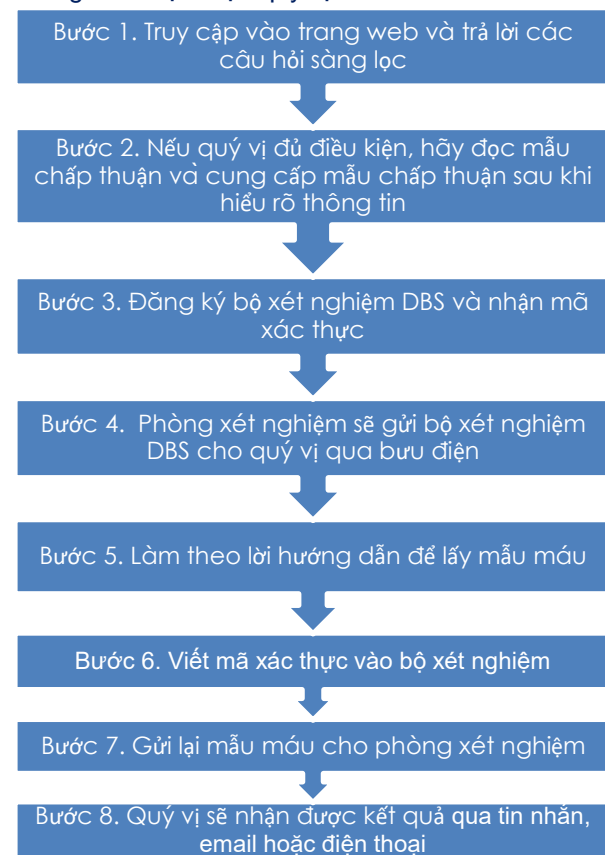 Bước 1. Truy cập vào trang web và trả lời các
câu hỏi sàng lọc
Bước 2. Nếu quý vị đủ điều kiện, hãy đọc mẫu
chấp thuận và cung cấp mẫu chấp thuận sau khi
hiểu rõ thông tin
Bước 3. Đăng ký bộ xét nghiệm DBS và nhận mã
xác thực
Bước 4. Phòng xét nghiệm sẽ gửi bộ xét nghiệm
DBS cho quý vị qua bưu điện
Bước 5. Làm theo lời hướng dẫn để lấy mẫu máu
Bước 6. Viết mã xác thực vào bộ xét nghiệm
Bước 7. Gửi lại mẫu máu cho phòng xét nghiệm
Bước 8. Quý vị sẽ nhận được kết quả qua tin nhắn,
email hoặc điện thoại